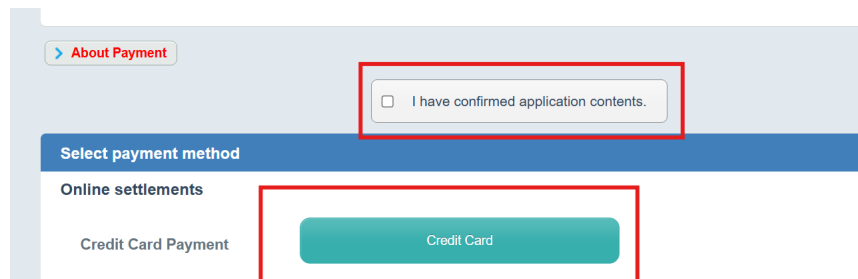 About Payment
I have confirmed application contents.
Select payment method
Online settlements
Credit Card Payment
Credit Card